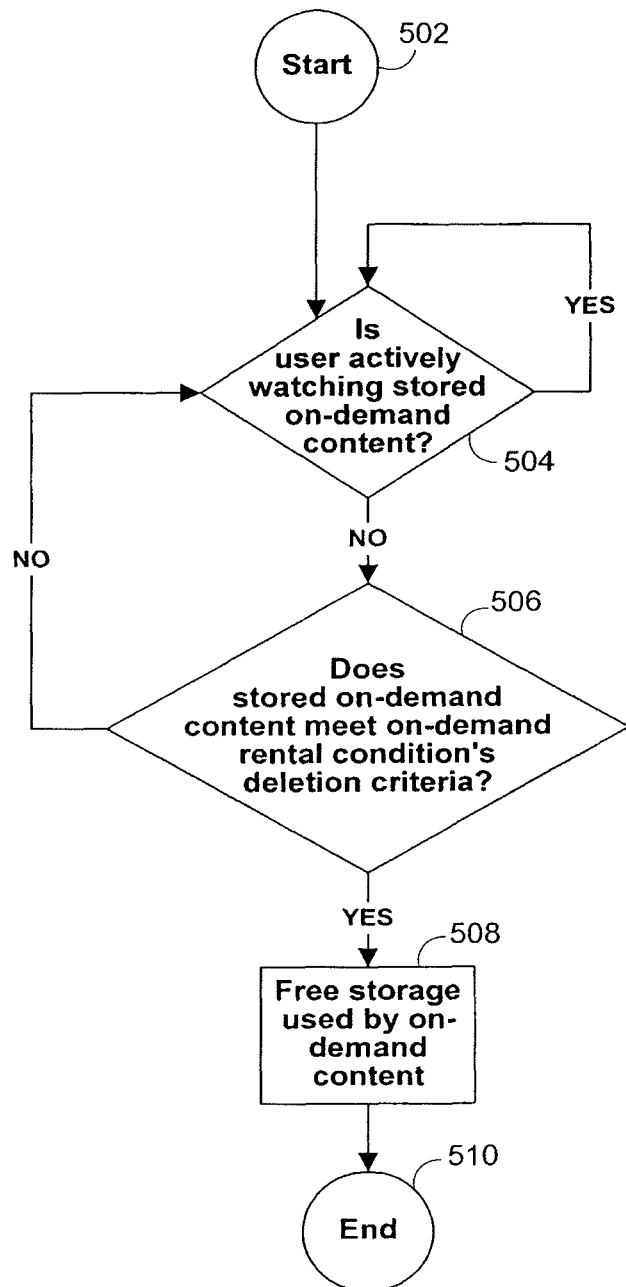 Start
502
Is
user actively
watching stored
on-demand
content?
YES
504
NO
NO
506
Does
stored on-demand
content meet on-demand
rental condition's
deletion criteria?
YES
508
Free storage
used by on-
demand
content
510
End